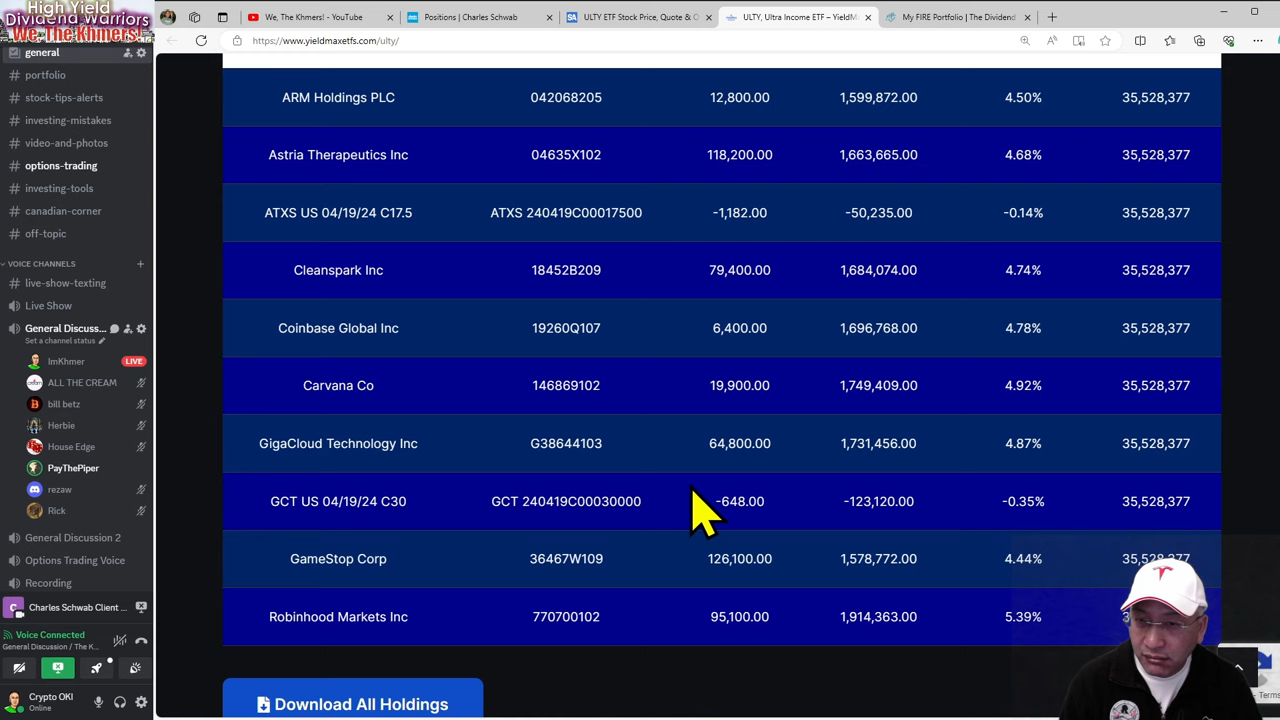 High Yield
Dividend Warriors
We The Khmers!
general
# portfolio
# stock-tips-alerts
# investing-mistakes
# video-and-photos
# options-trading
# investing-tools
# canadian-corner
# off-topic
VOICE CHANNELS
# live-show-texting
Live Show
General Discuss...
Set a channel status
ImKhmer LIVE
ALL THE CREAM
bill betz
Herbie
House Edge
PayThePiper
rezaw
Rick
General Discussion 2
Options Trading Voice
Recording
Charles Schwab Client ...
Voice Connected
General Discussion / The K...
Crypto OKI
Online
We, The Khmers! - YouTube
Positions | Charles Schwab
ULTY ETF Stock Price, Quote & C
ULTY, Ultra Income ETF – YieldM
My FIRE Portfolio | The Dividend
https://www.yieldmaxetfs.com/ulty/
ARM Holdings PLC 042068205 12,800.00 1,599,872.00 4.50% 35,528,377
Astria Therapeutics Inc 04635X102 118,200.00 1,663,665.00 4.68% 35,528,377
ATXS US 04/19/24 C17.5 ATXS 240419C00017500 -1,182.00 -50,235.00 -0.14% 35,528,377
Cleanspark Inc 18452B209 79,400.00 1,684,074.00 4.74% 35,528,377
Coinbase Global Inc 19260Q107 6,400.00 1,696,768.00 4.78% 35,528,377
Carvana Co 146869102 19,900.00 1,749,409.00 4.92% 35,528,377
GigaCloud Technology Inc G38644103 64,800.00 1,731,456.00 4.87% 35,528,377
GCT US 04/19/24 C30 GCT 240419C00030000 -648.00 -123,120.00 -0.35% 35,528,377
GameStop Corp 36467W109 126,100.00 1,578,772.00 4.44% 35,528,377
Robinhood Markets Inc 770700102 95,100.00 1,914,363.00 5.39%
Download All Holdings
Terms